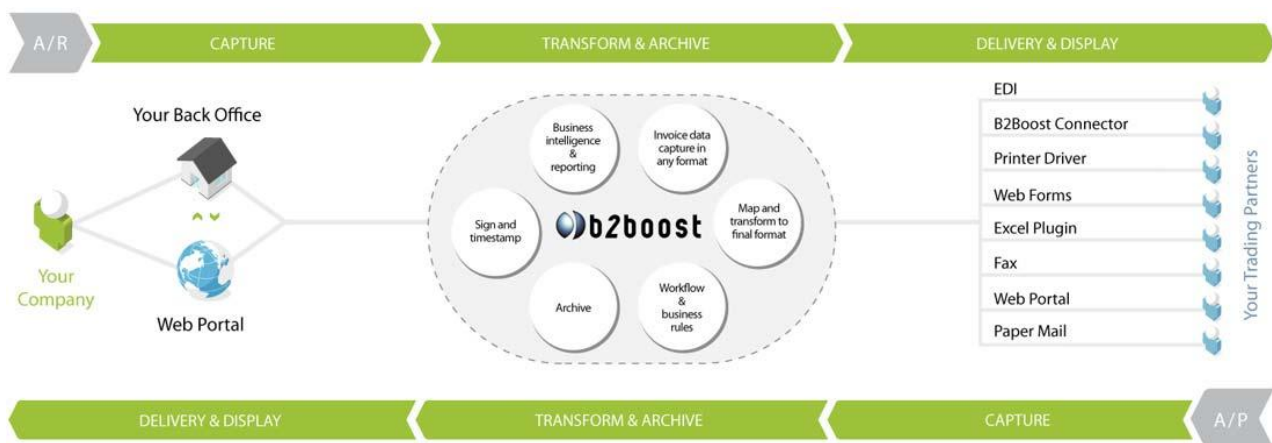 A/R
CAPTURE
TRANSFORM & ARCHIVE
DELIVERY & DISPLAY
Your Back Office
Your
Company
Web Portal
Business
intelligence
&
reporting
Invoice data
capture in
any format
Sign and
timestamp
b2boost
Map and
transform to
final format
Archive
Workflow
&
business
rules
EDI
B2Boost Connector
Printer Driver
Web Forms
Excel Plugin
Fax
Web Portal
Paper Mail
Your Trading Partners
DELIVERY & DISPLAY
TRANSFORM & ARCHIVE
CAPTURE
A/P